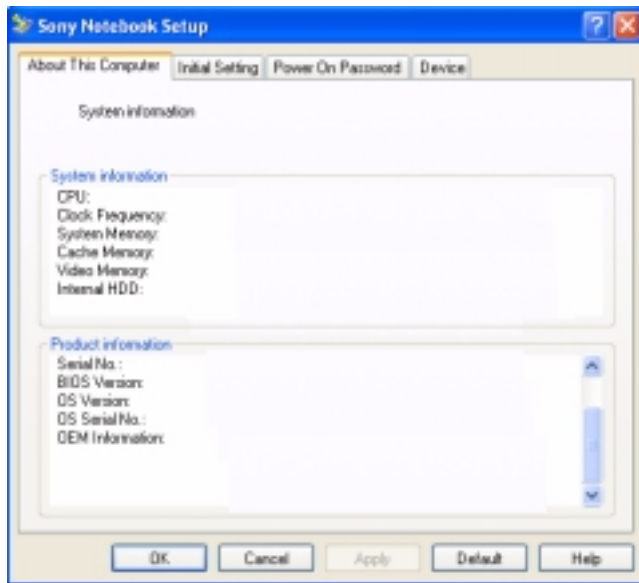 Sony Notebook Setup
About This Computer Initial Setting Power On Password Device
System information
System information
CPU:
Clock Frequency:
System Memory:
Cache Memory:
Video Memory:
Internal HDD:
Product information
Serial No.:
BIOS Version:
OS Version:
OS Serial No.:
OEM Information:
OK Cancel Apply Default Help